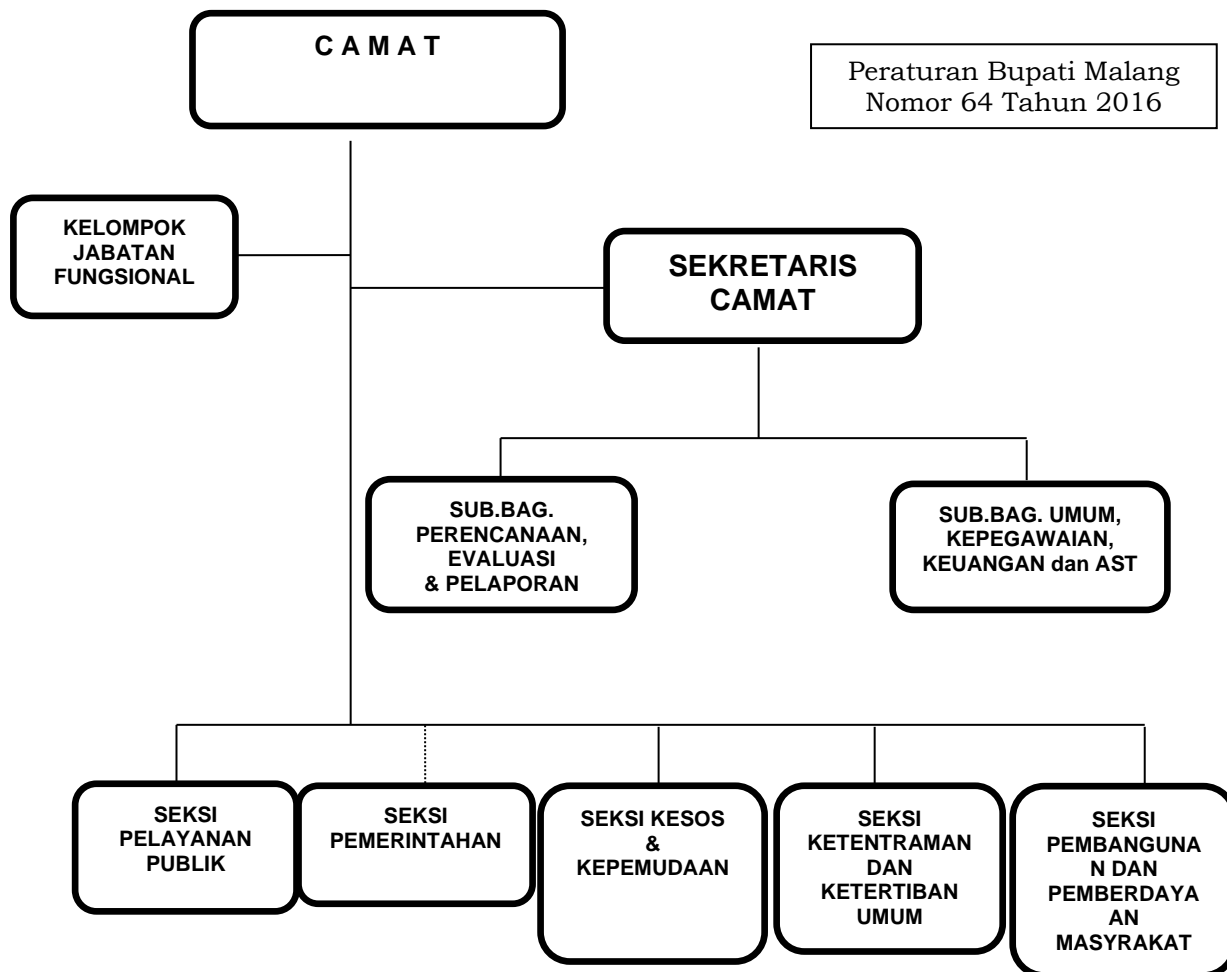 C A M A T
Peraturan Bupati Malang
Nomor 64 Tahun 2016
KELOMPOK
JABATAN
FUNGSIONAL
SEKRETARIS
CAMAT
SUB.BAG.
PERENCANAAN,
EVALUASI
& PELAPORAN
SUB.BAG. UMUM,
KEPEGAWAIAN,
KEUANGAN dan AST
SEKSI
PELAYANAN
PUBLIK
SEKSI
PEMERINTAHAN
SEKSI KESOS
&
KEPEMUDAAN
SEKSI
KETENTRAMAN
DAN
KETERTIBAN
UMUM
SEKSI
PEMBANGUNA
N DAN
PEMBERDAYA
AN
MASYRAKAT